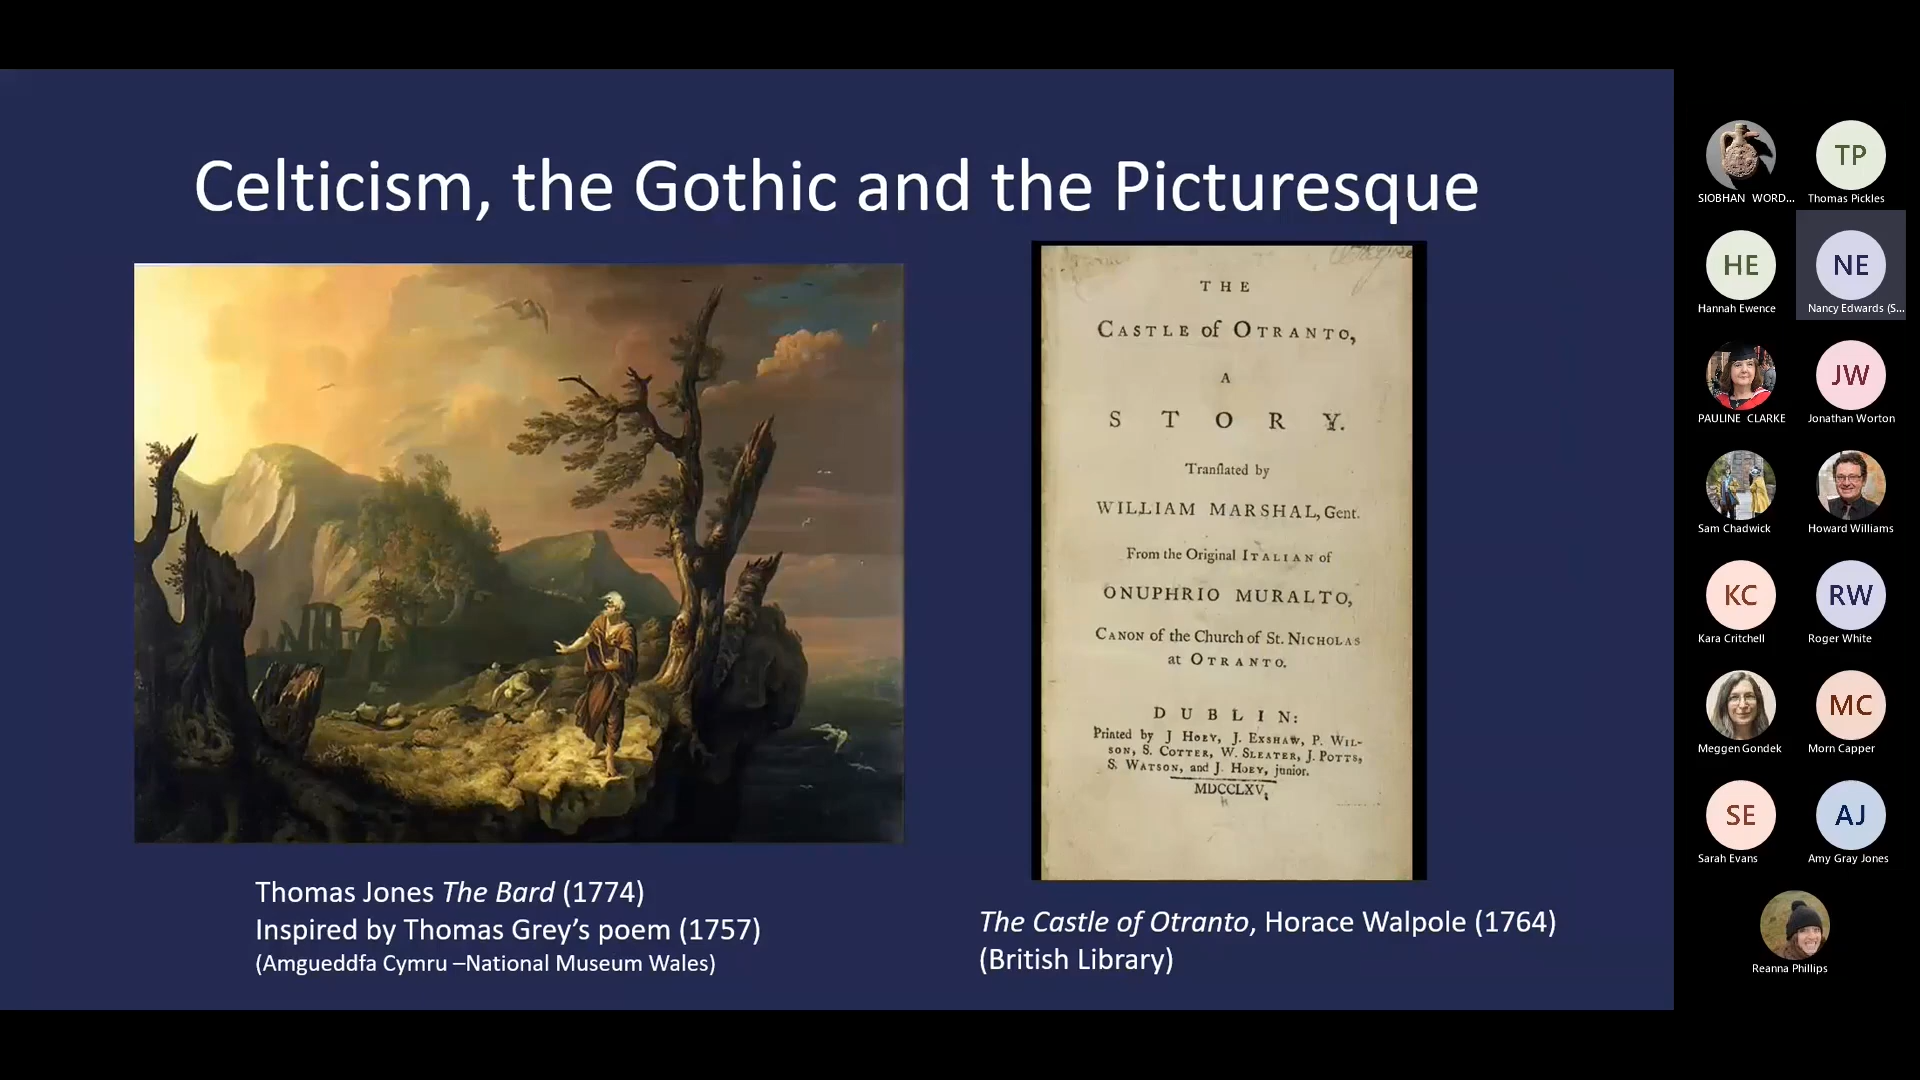 Celticism, the Gothic and the Picturesque
THE
CASTLE of OTRANTO,
A
STORY.
Tranſlated by
WILLIAM MARSHAL, Gent.
From the Original ITALIAN of
ONUPHRIO MURALTO,
CANON of the Church of St. NICHOLAS
at OTRANTO.
DUBLIN:
Printed by J HOEY, J. EXSHAW, P. WIL-
SON, S. COTTER, W. SLEATER, J. POTTS,
S. WATSON, and J. HOEY, junior.
MDCCLXV.
Thomas Jones The Bard (1774)
Inspired by Thomas Grey’s poem (1757)
(Amgueddfa Cymru –National Museum Wales)
The Castle of Otranto, Horace Walpole (1764)
(British Library)
SIOBHAN WORD...
TP
Thomas Pickles
HE
Hannah Ewence
NE
Nancy Edwards (S...
PAULINE CLARKE
JW
Jonathan Worton
Sam Chadwick
Howard Williams
KC
Kara Critchell
RW
Roger White
Meggen Gondek
MC
Morn Capper
SE
Sarah Evans
AJ
Amy Gray Jones
Reanna Phillips